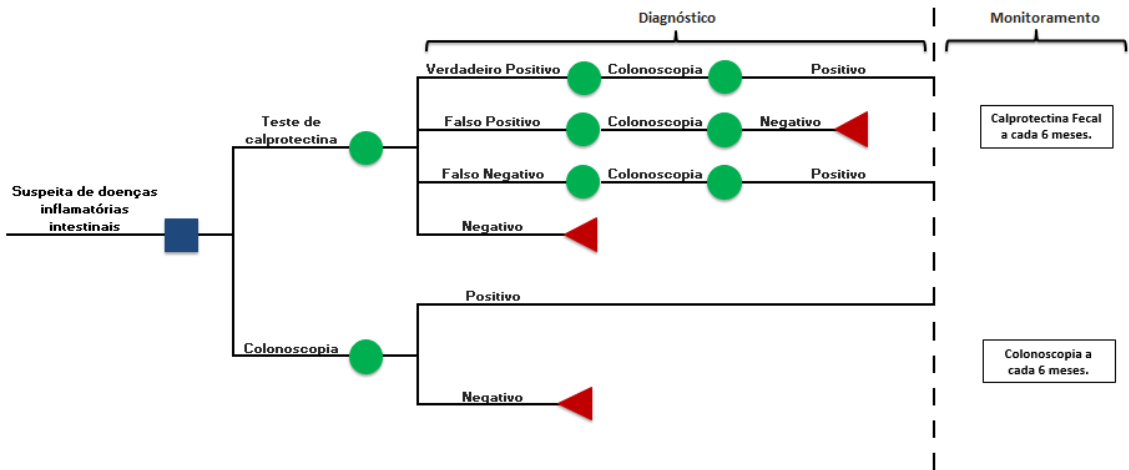 Diagnóstico
Monitoramento
Verdadeiro Positivo
Colonoscopia
Positivo
Teste de
calprotectina
Falso Positivo
Colonoscopia
Negativo
Calprotectina Fecal
a cada 6 meses.
Falso Negativo
Colonoscopia
Positivo
Suspeita de doenças
inflamatórias
intestinais
Negativo
Positivo
Colonoscopia
Colonoscopia a
cada 6 meses.
Negativo